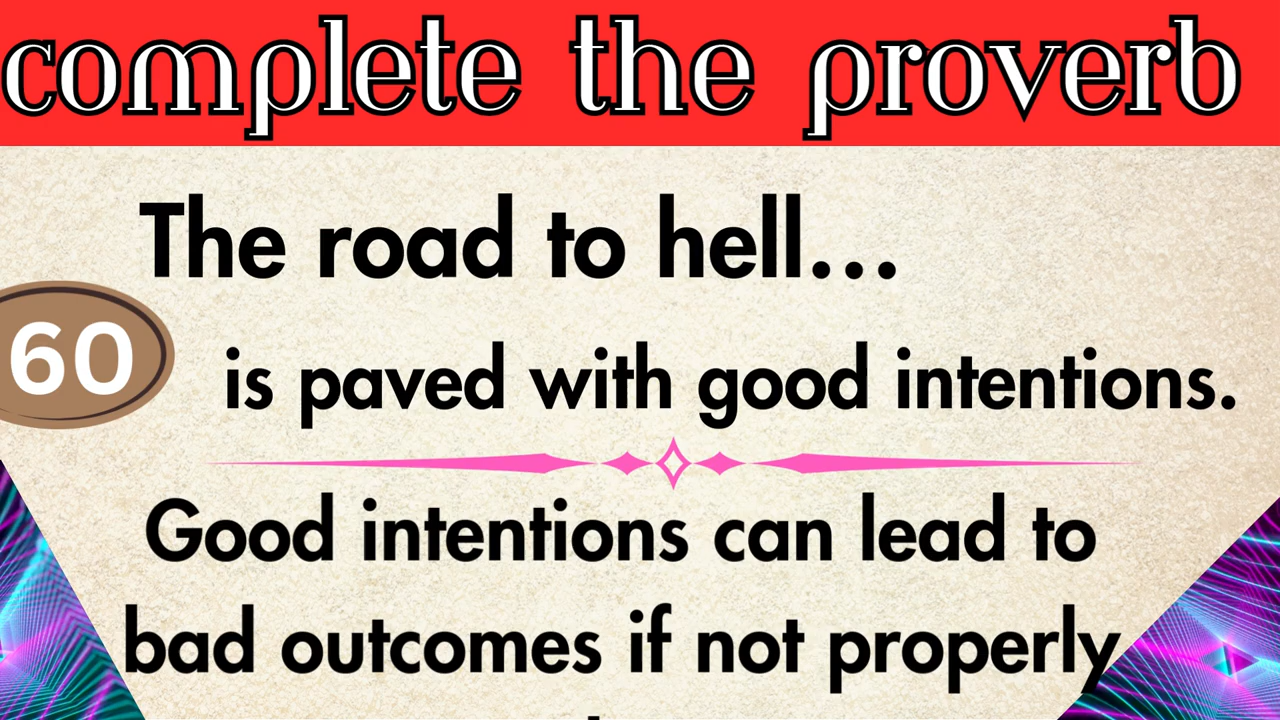 complete the proverb
The road to hell...
60
is paved with good intentions.
Good intentions can lead to
bad outcomes if not properly